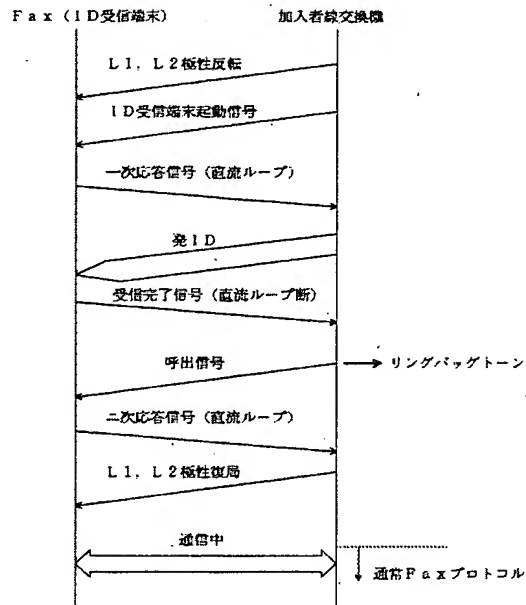 Fax(ID受信端末)
加入者線交換機
L1,L2極性反転
ID受信端末起動信号
一次応答信号(直流ループ)
発ID
受信完了信号(直流ループ断)
呼出信号
リングバッグトーン
二次応答信号(直流ループ)
L1,L2極性復局
通信中
通常Faxプロトコル